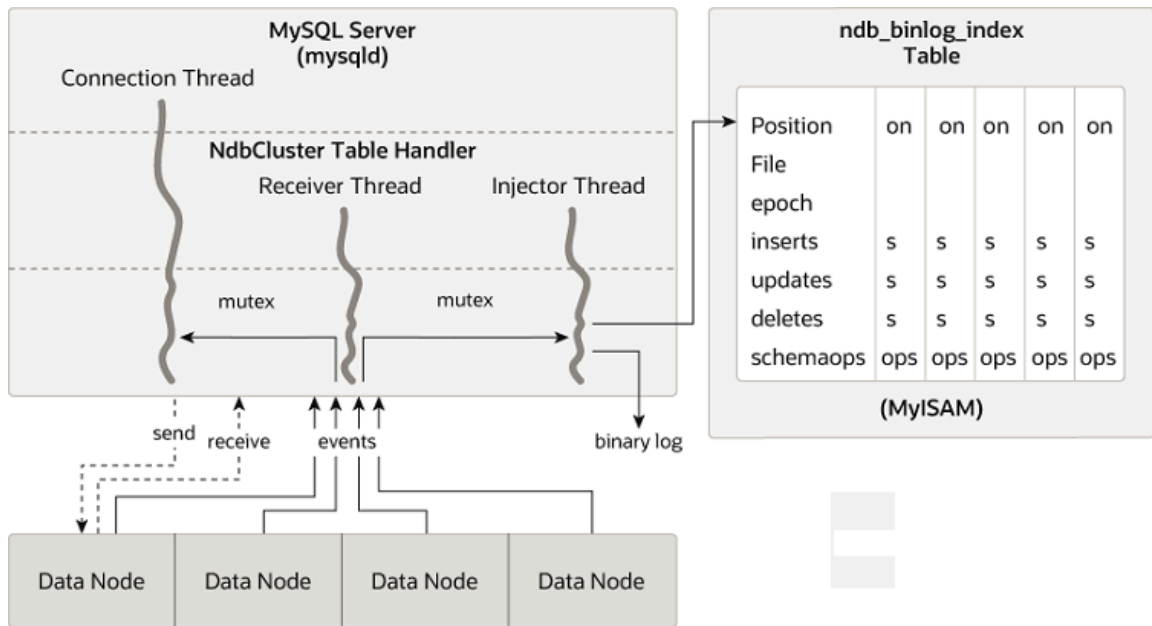 MySQL Server
(mysqld)
Connection Thread
NdbCluster Table Handler
Receiver Thread
Injector Thread
mutex
mutex
send
receive
events
binary log
Data Node
Data Node
Data Node
Data Node
ndb_binlog_index
Table
Position on on on on on
File
epoch
inserts s s s s s
updates s s s s s
deletes s s s s s
schemaops ops ops ops ops ops
(MyISAM)